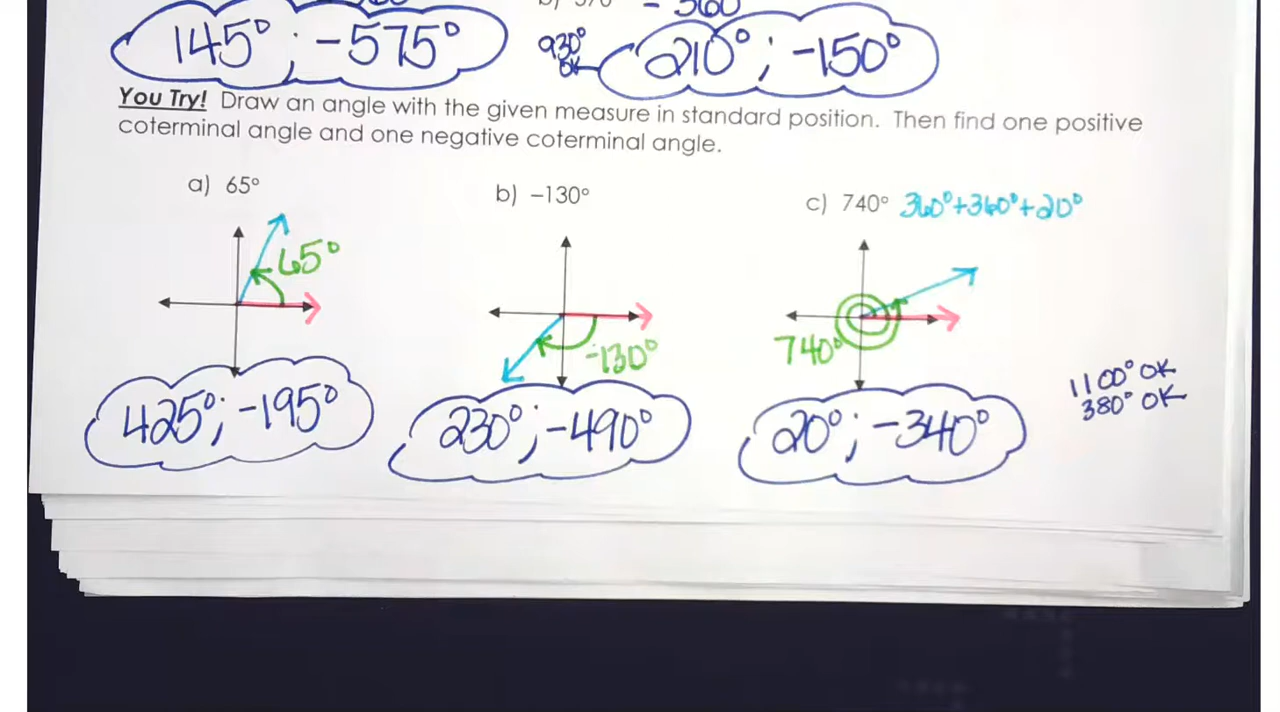 - 360
145° ; -575°
930° OK
210° ; -150°
You Try! Draw an angle with the given measure in standard position. Then find one positive
coterminal angle and one negative coterminal angle.
a) 65°
b) −130°
c) 740° 360°+360°+20°
65°
-130°
740°
425°; -195°
230°; -490°
20°; -340°
1100° OK
380° OK